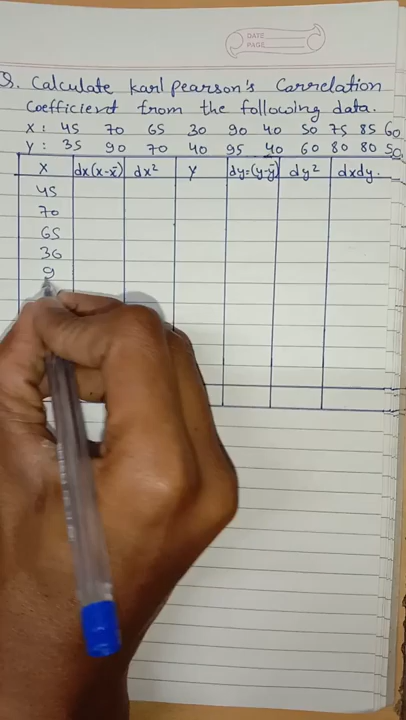 DATE
PAGE
Q. Calculate Karl Pearson's Correlation
Coefficient from the following data.
X: 45 70 65 30 90 40 50 75 85 60
Y: 35 90 70 40 95 40 60 80 80 50
X dx(x-x̄) dx² Y dy=(y-ȳ) dy² dxdy.
45
70
65
30
9